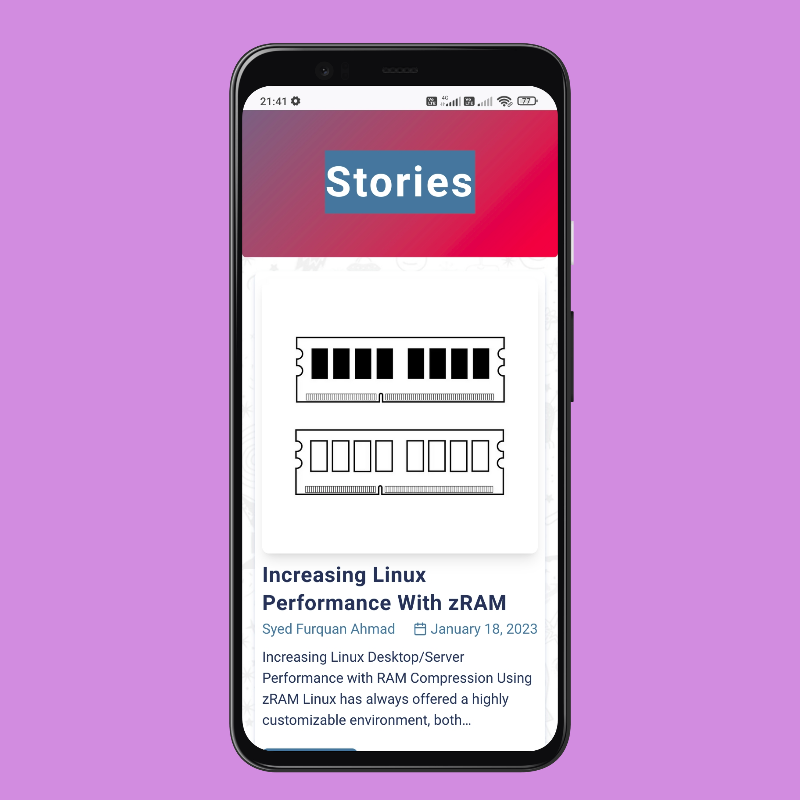 21:41
4G
77
Stories
Increasing Linux
Performance With zRAM
Syed Furquan Ahmad
January 18, 2023
Increasing Linux Desktop/Server
Performance with RAM Compression Using
zRAM Linux has always offered a highly
customizable environment, both…